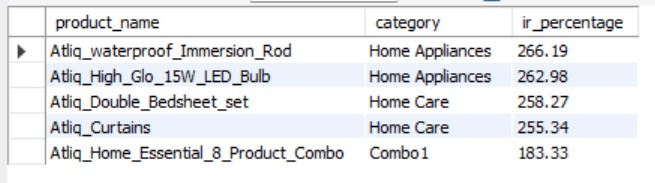 product_name category ir_percentage
Atliq_waterproof_Immersion_Rod Home Appliances 266.19
Atliq_High_Glo_15W_LED_Bulb Home Appliances 262.98
Atliq_Double_Bedsheet_set Home Care 258.27
Atliq_Curtains Home Care 255.34
Atliq_Home_Essential_8_Product_Combo Combo1 183.33